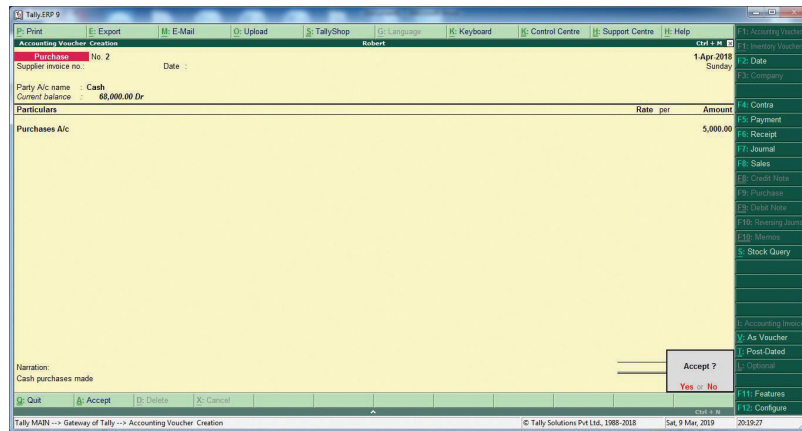 Tally.ERP 9
P: Print E: Export M: E-Mail O: Upload S: TallyShop G: Language K: Keyboard K: Control Centre H: Support Centre H: Help
Accounting Voucher Creation Robert Ctrl + M
Purchase No. 2 1-Apr-2018
Supplier invoice no.: Date : Sunday
Party A/c name : Cash
Current balance : 68,000.00 Dr
Particulars Rate per Amount
Purchases A/c 5,000.00
Narration:
Cash purchases made
Accept ?
Yes or No
Q: Quit A: Accept D: Delete X: Cancel
Ctrl + N
Tally MAIN --> Gateway of Tally --> Accounting Voucher Creation © Tally Solutions Pvt Ltd., 1988-2018 Sat, 9 Mar, 2019 20:19:27
F1: Accounting Voucher
F1: Inventory Voucher
F2: Date
F3: Company
F4: Contra
F5: Payment
F6: Receipt
F7: Journal
F8: Sales
F8: Credit Note
F9: Purchase
F9: Debit Note
F10: Reversing Journ
F10: Memos
S: Stock Query
I: Accounting Invoic
V: As Voucher
T: Post-Dated
L: Optional
F11: Features
F12: Configure